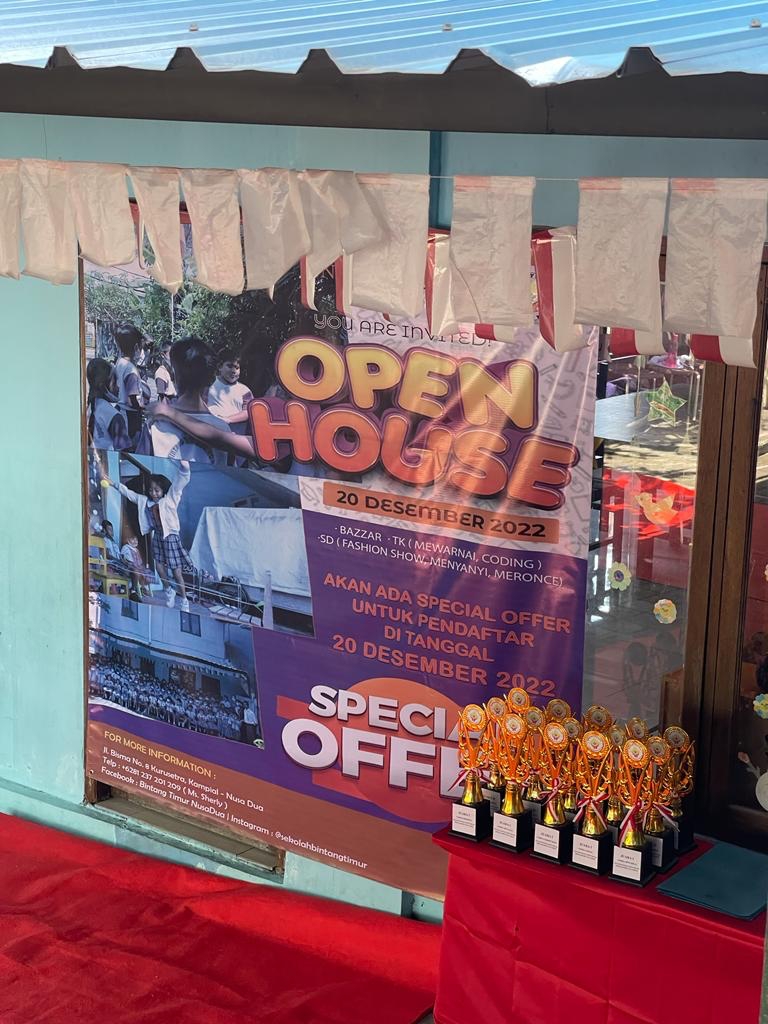 YOU ARE INVITED!
OPEN
HOUSE
20 DESEMBER 2022
· BAZZAR · TK ( MEWARNAI, CODING )
·SD ( FASHION SHOW, MENYANYI, MERONCE)
AKAN ADA SPECIAL OFFER
UNTUK PENDAFTAR
DI TANGGAL
20 DESEMBER 2022
SPECIA
OFFE
FOR MORE INFORMATION :
Jl. Bisma No. 8 Kurusetra, Kampial - Nusa Dua
Telp : +6281 237 201 209 ( Ms. Sherly )
Facebook : Bintang Timur NusaDua | Instagram : @sekolahbintangtimur